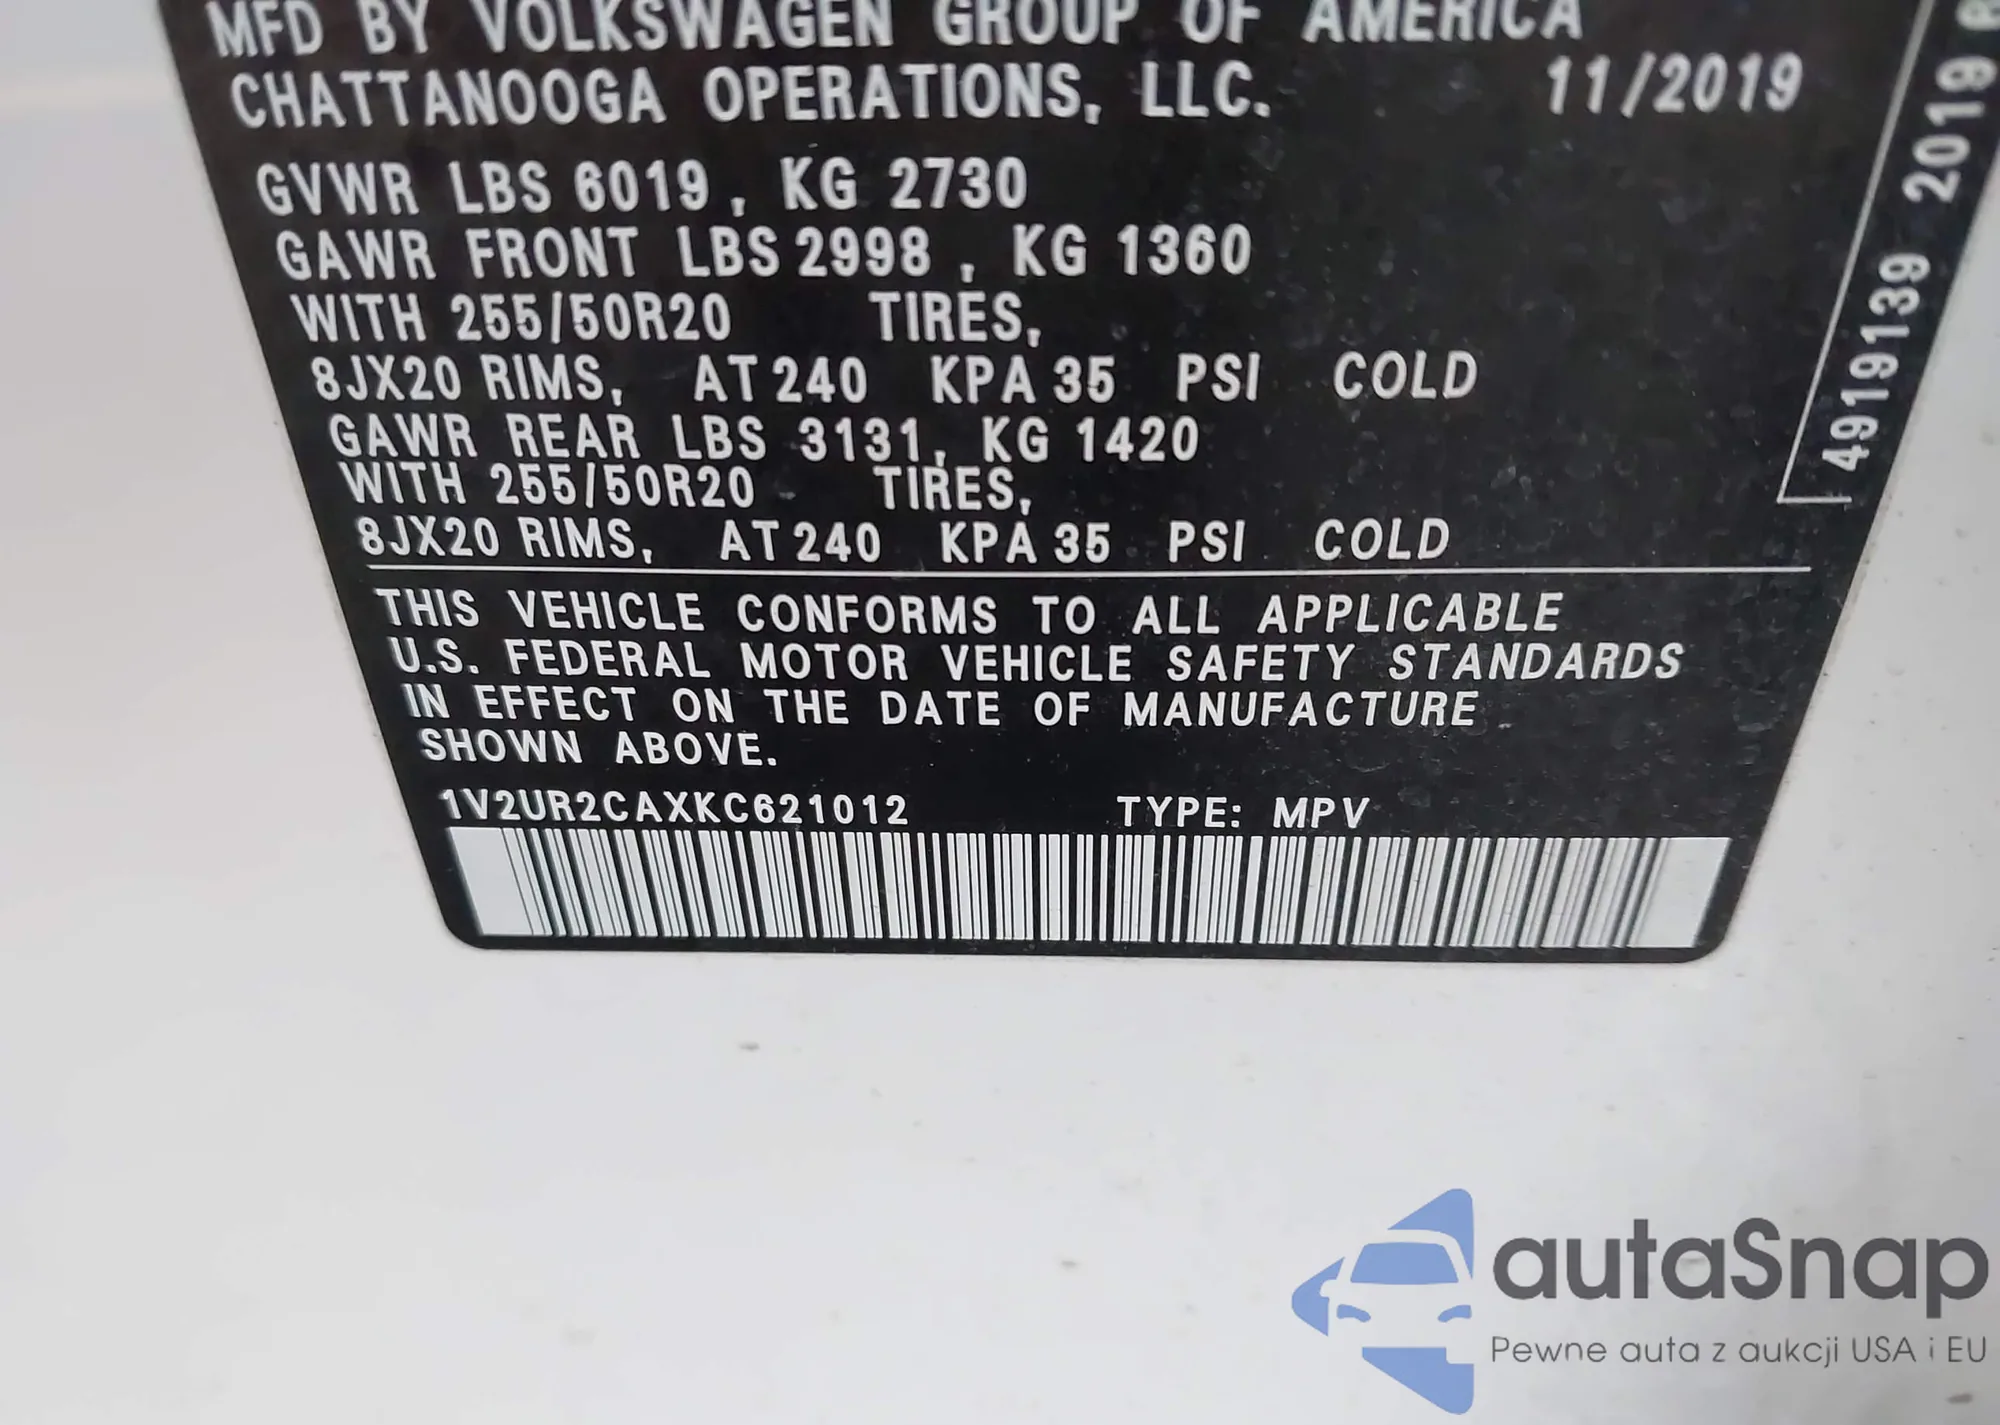 MFD BY VOLKSWAGEN GROUP OF AMERICA
CHATTANOOGA OPERATIONS, LLC. 11/2019
GVWR LBS 6019, KG 2730
GAWR FRONT LBS 2998, KG 1360
WITH 255/50R20 TIRES,
8JX20 RIMS, AT 240 KPA 35 PSI COLD
GAWR REAR LBS 3131, KG 1420
WITH 255/50R20 TIRES,
8JX20 RIMS, AT 240 KPA 35 PSI COLD
THIS VEHICLE CONFORMS TO ALL APPLICABLE
U.S. FEDERAL MOTOR VEHICLE SAFETY STANDARDS
IN EFFECT ON THE DATE OF MANUFACTURE
SHOWN ABOVE.
1V2UR2CAXKC621012 TYPE: MPV
4919139 2019
autaSnap
Pewne auta z aukcji USA i EU